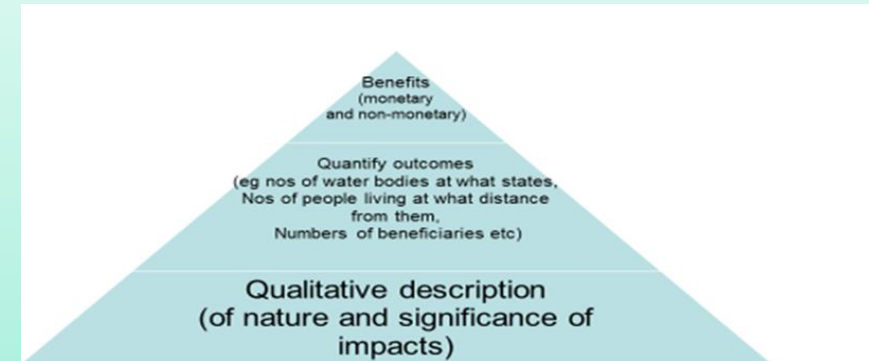 Benefits
(monetary
and non-monetary)
Quantify outcomes
(eg nos of water bodies at what states,
Nos of people living at what distance
from them,
Numbers of beneficiaries etc)
Qualitative description
(of nature and significance of
impacts)